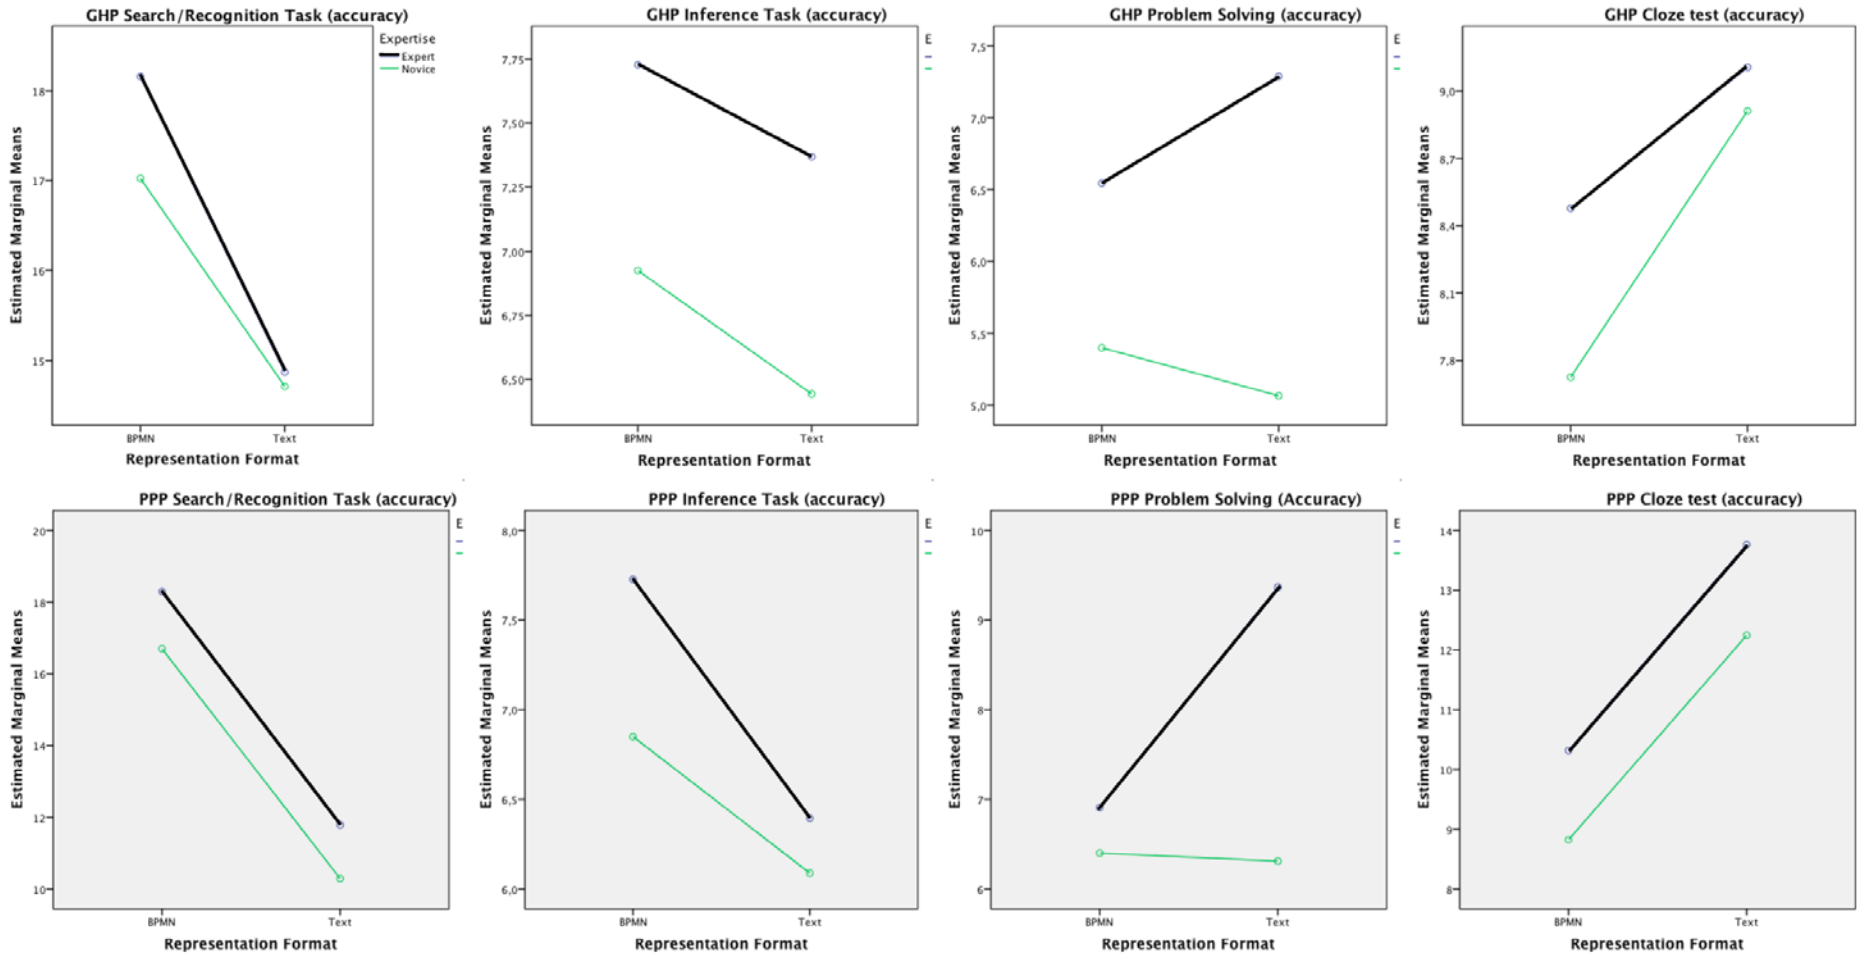 GHP Search/Recognition Task (accuracy)
Expertise
Expert
Novice
Estimated Marginal Means
18
17
16
15
BPMN
Text
Representation Format
GHP Inference Task (accuracy)
E
Estimated Marginal Means
7,75
7,50
7,25
7,00
6,75
6,50
BPMN
Text
Representation Format
GHP Problem Solving (accuracy)
E
Estimated Marginal Means
7,5
7,0
6,5
6,0
5,5
5,0
BPMN
Text
Representation Format
GHP Cloze test (accuracy)
Estimated Marginal Means
9,0
8,7
8,4
8,1
7,8
BPMN
Text
Representation Format
PPP Search/Recognition Task (accuracy)
E
Estimated Marginal Means
20
18
16
14
12
10
BPMN
Text
Representation Format
PPP Inference Task (accuracy)
E
Estimated Marginal Means
8,0
7,5
7,0
6,5
6,0
BPMN
Text
Representation Format
PPP Problem Solving (Accuracy)
E
Estimated Marginal Means
10
9
8
7
6
BPMN
Text
Representation Format
PPP Cloze test (accuracy)
Estimated Marginal Means
14
13
12
11
10
9
8
BPMN
Text
Representation Format